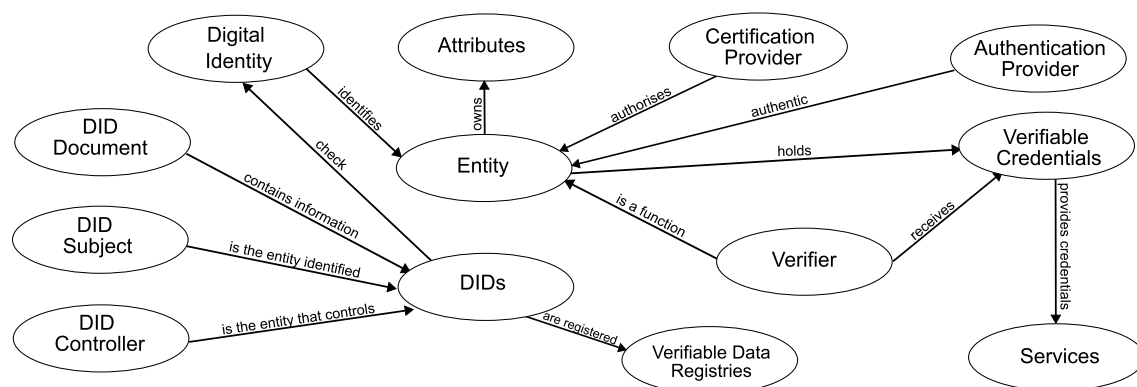 Digital
Identity
Attributes
Certification
Provider
Authentication
Provider
identifies
owns
authorises
authentic
DID
Document
check
Entity
holds
Verifiable
Credentials
contains information
is a function
receives
provides credentials
DID
Subject
is the entity identified
DIDs
Verifier
DID
Controller
is the entity that controls
are registered
Verifiable Data
Registries
Services